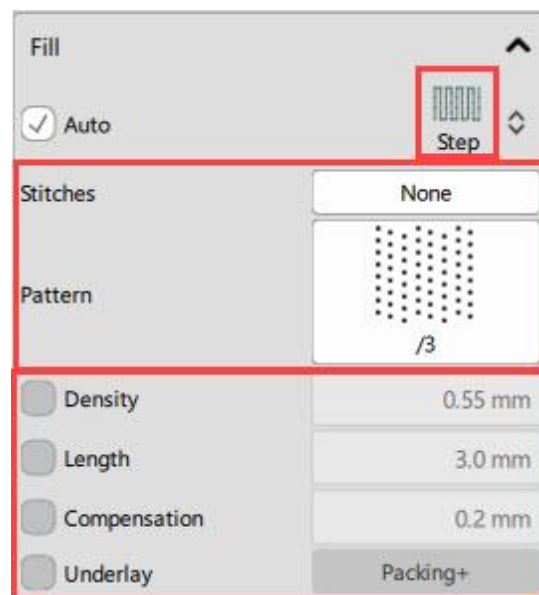 Fill
Auto
Step
Stitches None
Pattern
/3
Density 0.55 mm
Length 3.0 mm
Compensation 0.2 mm
Underlay Packing+